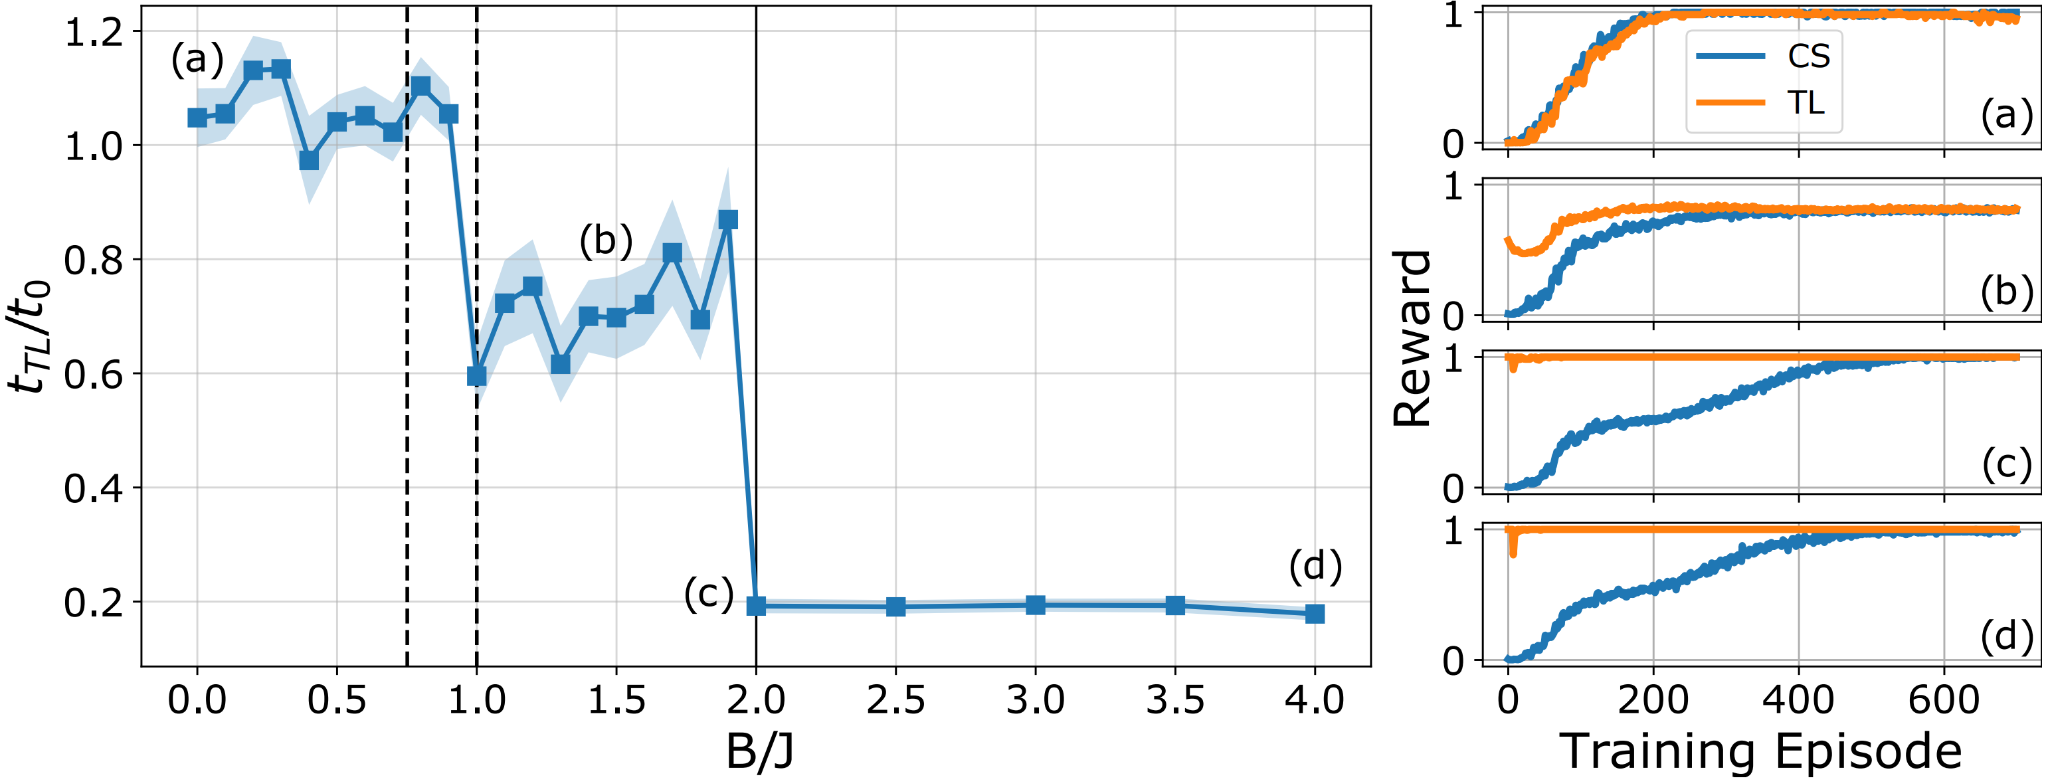 1.2
1.0
0.8
0.6
0.4
0.2
t_TL/t_0
(a)
(b)
(c)
(d)
0.0 0.5 1.0 1.5 2.0 2.5 3.0 3.5 4.0
B/J
Reward
1
0
CS
TL
(a)
1
0
(b)
1
0
(c)
1
0
(d)
0 200 400 600
Training Episode